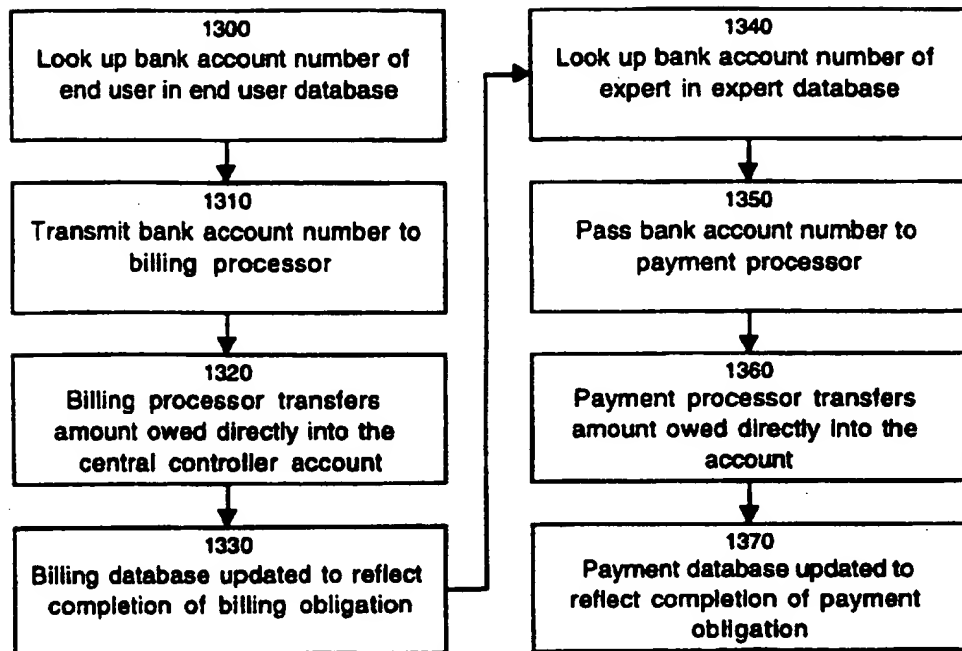 1300
Look up bank account number of
end user in end user database
1310
Transmit bank account number to
billing processor
1320
Billing processor transfers
amount owed directly into the
central controller account
1330
Billing database updated to reflect
completion of billing obligation
1340
Look up bank account number of
expert in expert database
1350
Pass bank account number to
payment processor
1360
Payment processor transfers
amount owed directly into the
account
1370
Payment database updated to
reflect completion of payment
obligation